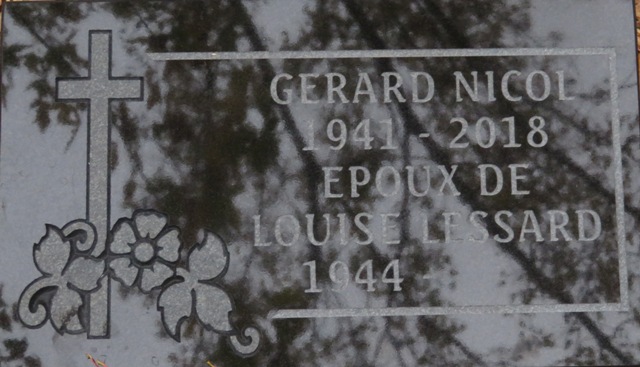 GERARD NICOL
1941 - 2018
EPOUX DE
LOUISE LESSARD
1944 -